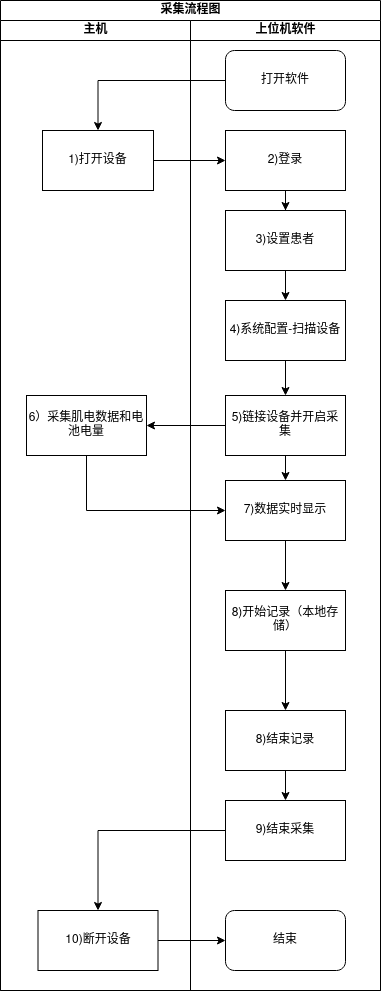 采集流程图
主机
上位机软件
打开软件
1)打开设备
2)登录
3)设置患者
4)系统配置-扫描设备
5)链接设备并开启采
集
6）采集肌电数据和电
池电量
7)数据实时显示
8)开始记录（本地存
储）
8)结束记录
9)结束采集
10)断开设备
结束